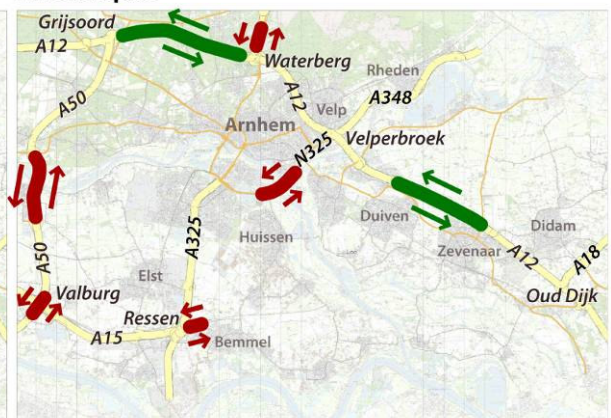 Grijsoord
A12
Waterberg
A50
A12
Rheden
Velp
A348
Arnhem
Velperbroek
N325
A325
Huissen
Duiven
Didam
Zevenaar
A12
A18
A50
Elst
Oud Dijk
Valburg
Ressen
A15
Bemmel